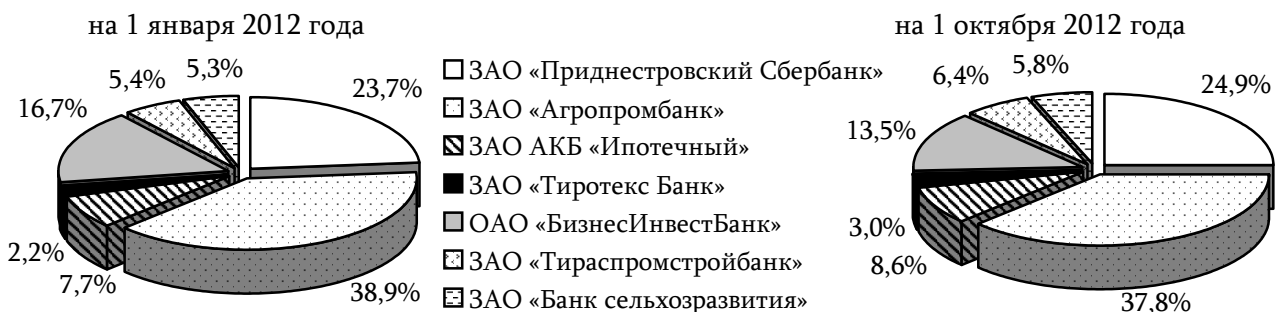 на 1 января 2012 года
5,4%
5,3%
23,7%
16,7%
2,2%
7,7%
38,9%
ЗАО «Приднестровский Сбербанк»
ЗАО «Агропромбанк»
ЗАО АКБ «Ипотечный»
ЗАО «Тиротекс Банк»
ОАО «БизнесИнвестБанк»
ЗАО «Тираспромстройбанк»
ЗАО «Банк сельхозразвития»
на 1 октября 2012 года
6,4%
5,8%
24,9%
13,5%
3,0%
8,6%
37,8%